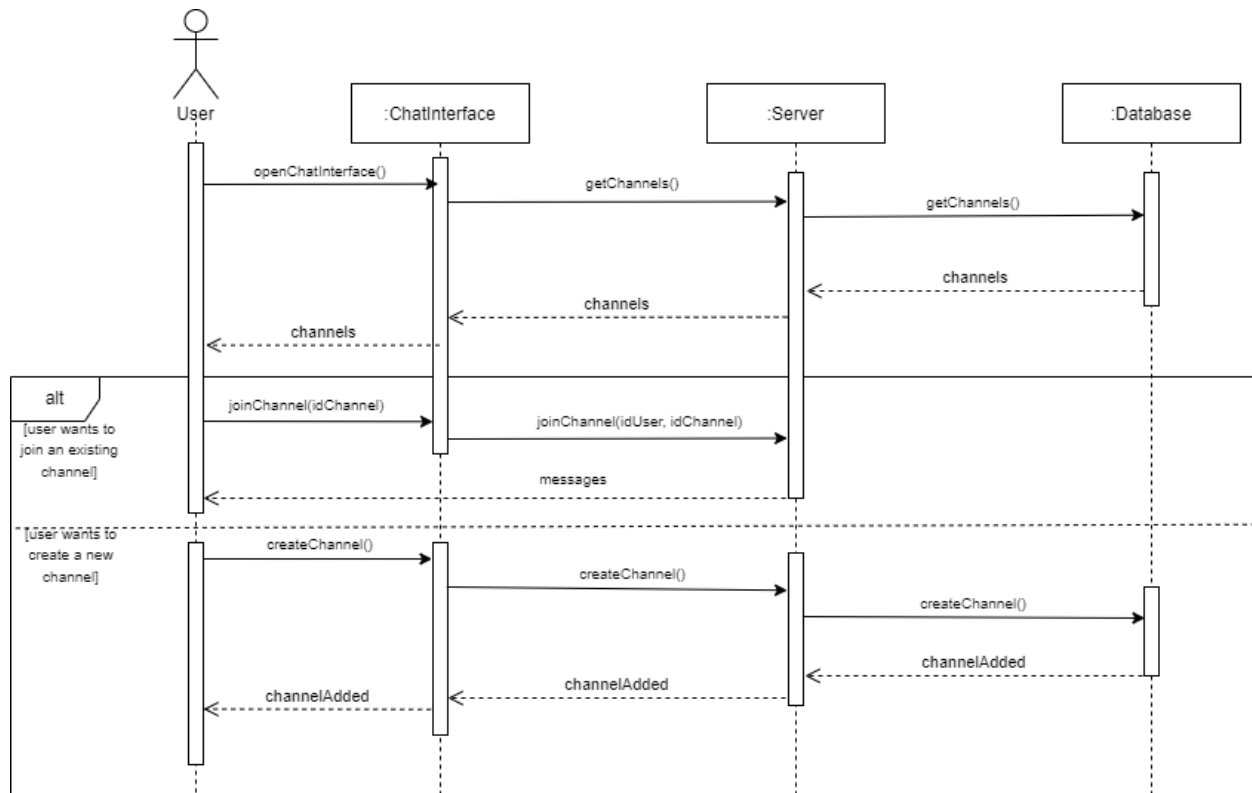 User
:ChatInterface
:Server
:Database
openChatInterface()
getChannels()
getChannels()
channels
channels
channels
alt
[user wants to
join an existing
channel]
joinChannel(idChannel)
joinChannel(idUser, idChannel)
messages
[user wants to
create a new
channel]
createChannel()
createChannel()
createChannel()
channelAdded
channelAdded
channelAdded